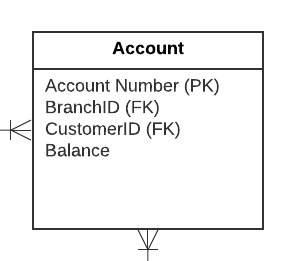 Account
Account Number (PK)
BranchID (FK)
CustomerID (FK)
Balance